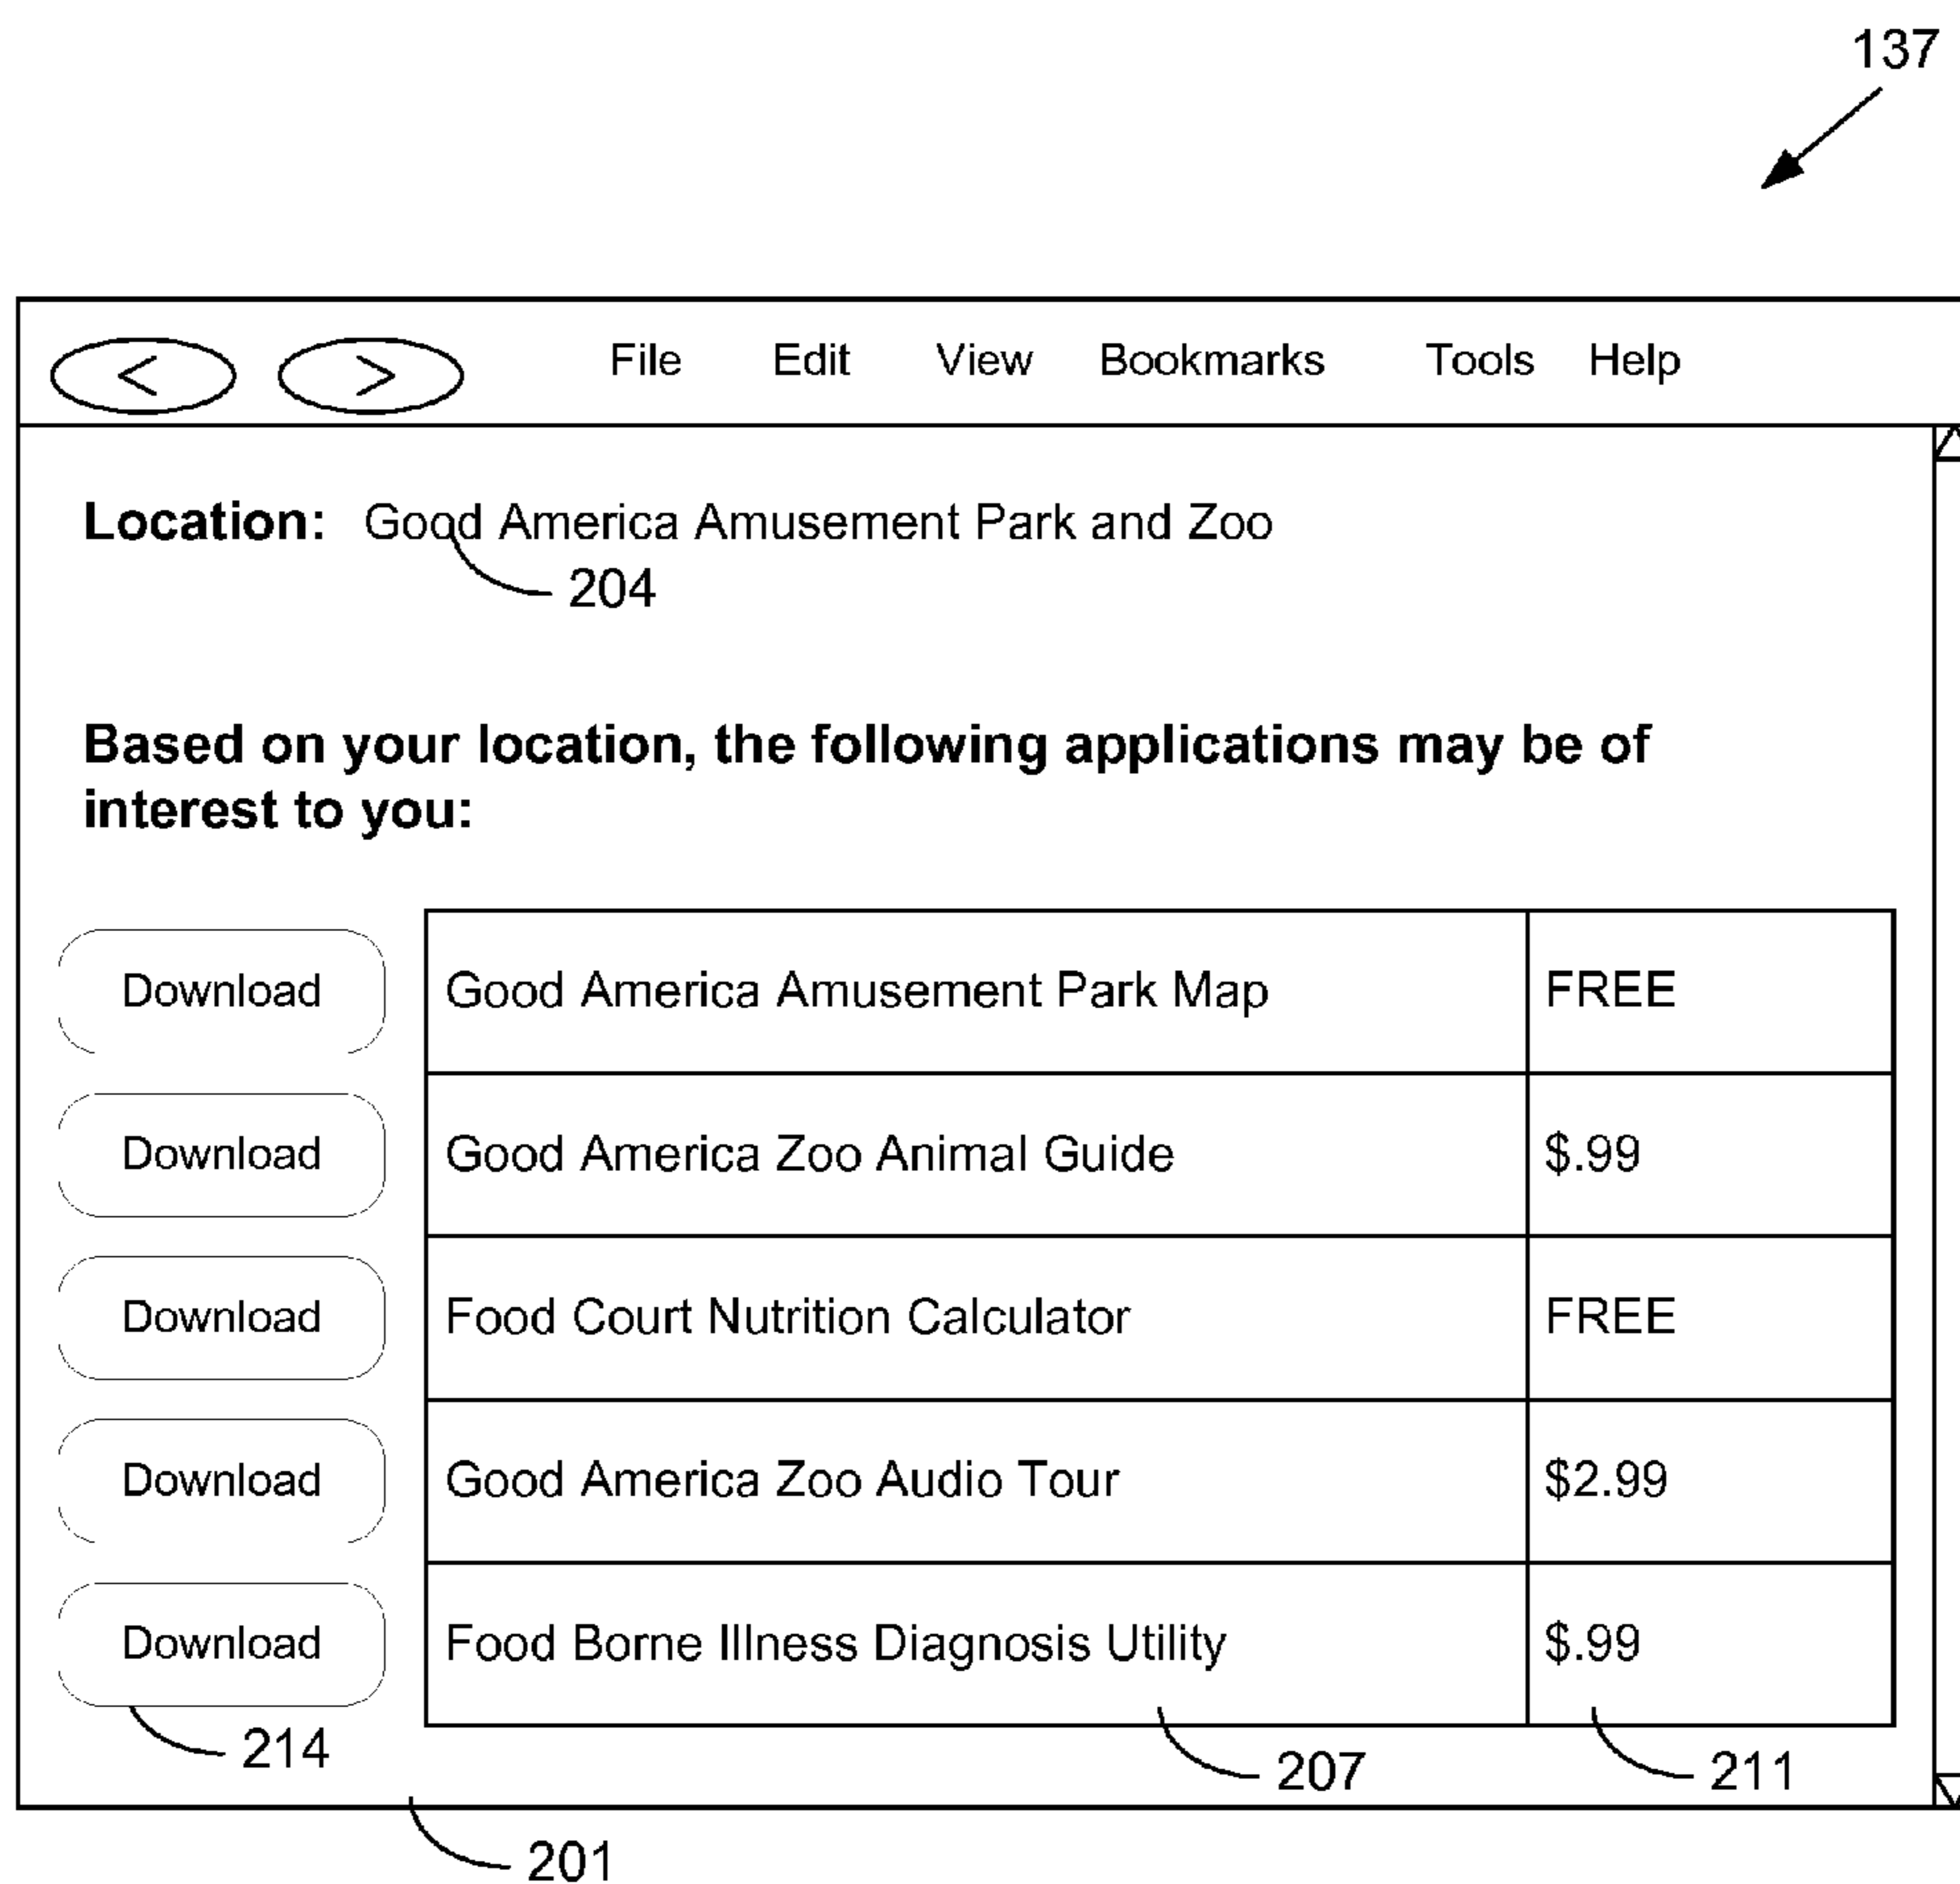 137
< > File Edit View Bookmarks Tools Help
Location: Good America Amusement Park and Zoo
204
Based on your location, the following applications may be of
interest to you:
Download Good America Amusement Park Map FREE
Download Good America Zoo Animal Guide $.99
Download Food Court Nutrition Calculator FREE
Download Good America Zoo Audio Tour $2.99
Download Food Borne Illness Diagnosis Utility $.99
214 207 211
201